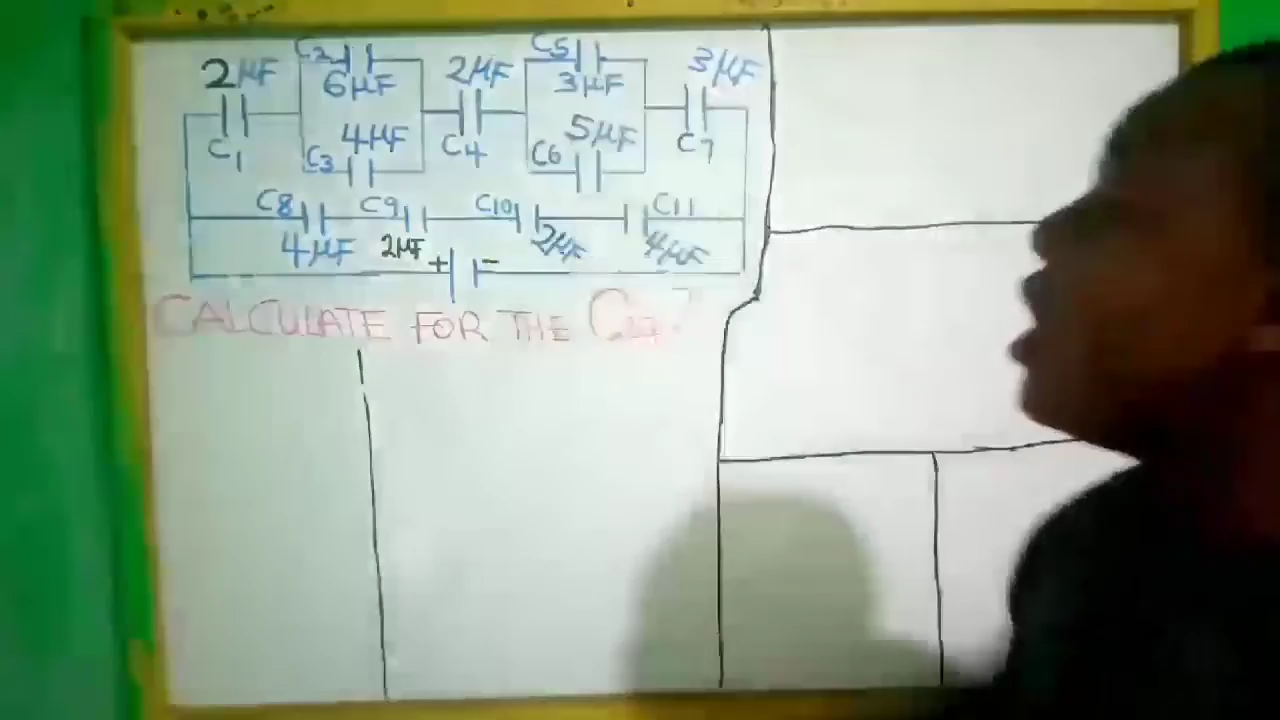 2μF C2 6μF 2μF C5 3μF 3μF
C1 C3 4μF C4 C6 5μF C7
C8 C9 C10 C11
4μF 2μF + - 2μF 4μF
CALCULATE FOR THE